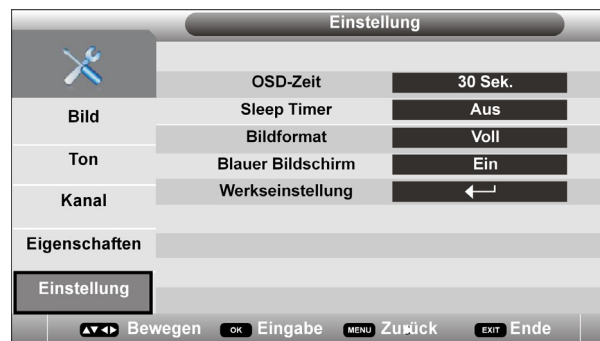 Einstellung
OSD-Zeit 30 Sek.
Sleep Timer Aus
Bildformat Voll
Blauer Bildschirm Ein
Werkseinstellung
Bild
Ton
Kanal
Eigenschaften
Einstellung
Bewegen OK Eingabe MENU Zurück EXIT Ende